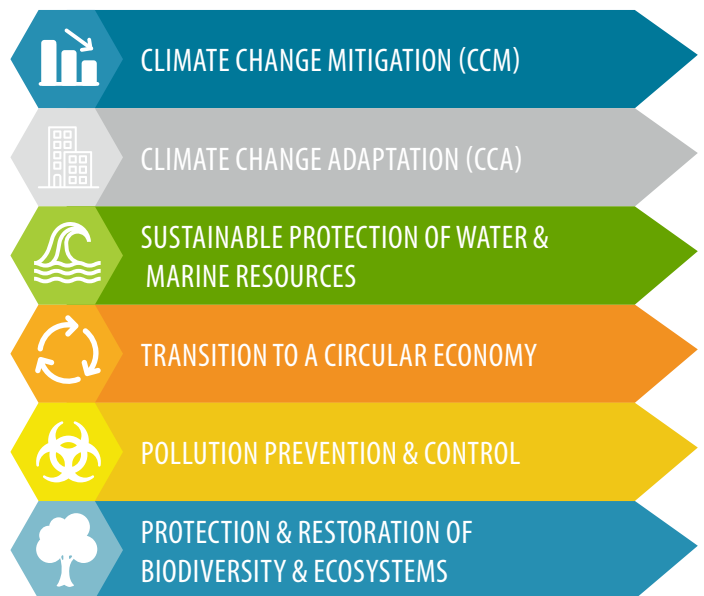 CLIMATE CHANGE MITIGATION (CCM)
CLIMATE CHANGE ADAPTATION (CCA)
SUSTAINABLE PROTECTION OF WATER &
MARINE RESOURCES
TRANSITION TO A CIRCULAR ECONOMY
POLLUTION PREVENTION & CONTROL
PROTECTION & RESTORATION OF
BIODIVERSITY & ECOSYSTEMS